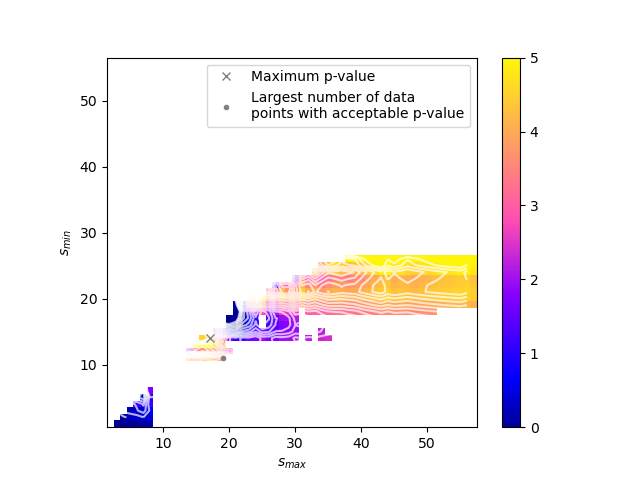 Maximum p-value
Largest number of data
points with acceptable p-value
50
40
30
20
10
10 20 30 40 50
s_min
s_max
5
4
3
2
1
0